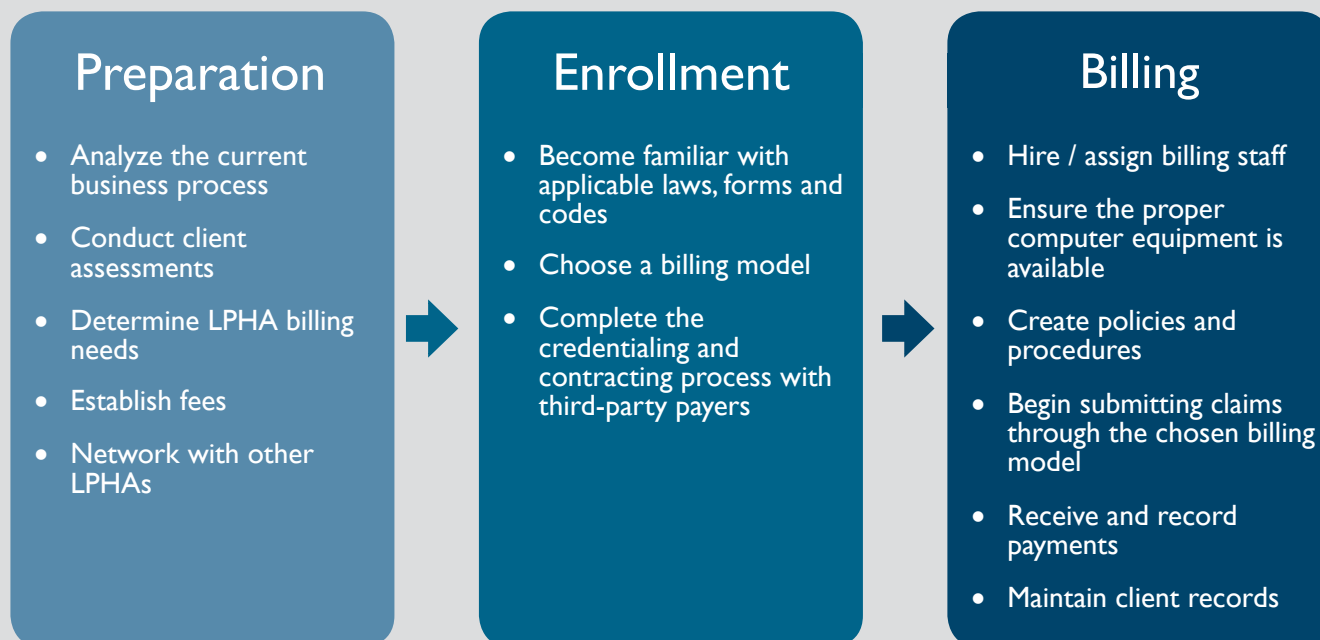 Preparation
• Analyze the current
business process
• Conduct client
assessments
• Determine LPHA billing
needs
• Establish fees
• Network with other
LPHAs
Enrollment
• Become familiar with
applicable laws, forms and
codes
• Choose a billing model
• Complete the
credentialing and
contracting process with
third-party payers
Billing
• Hire / assign billing staff
• Ensure the proper
computer equipment is
available
• Create policies and
procedures
• Begin submitting claims
through the chosen billing
model
• Receive and record
payments
• Maintain client records